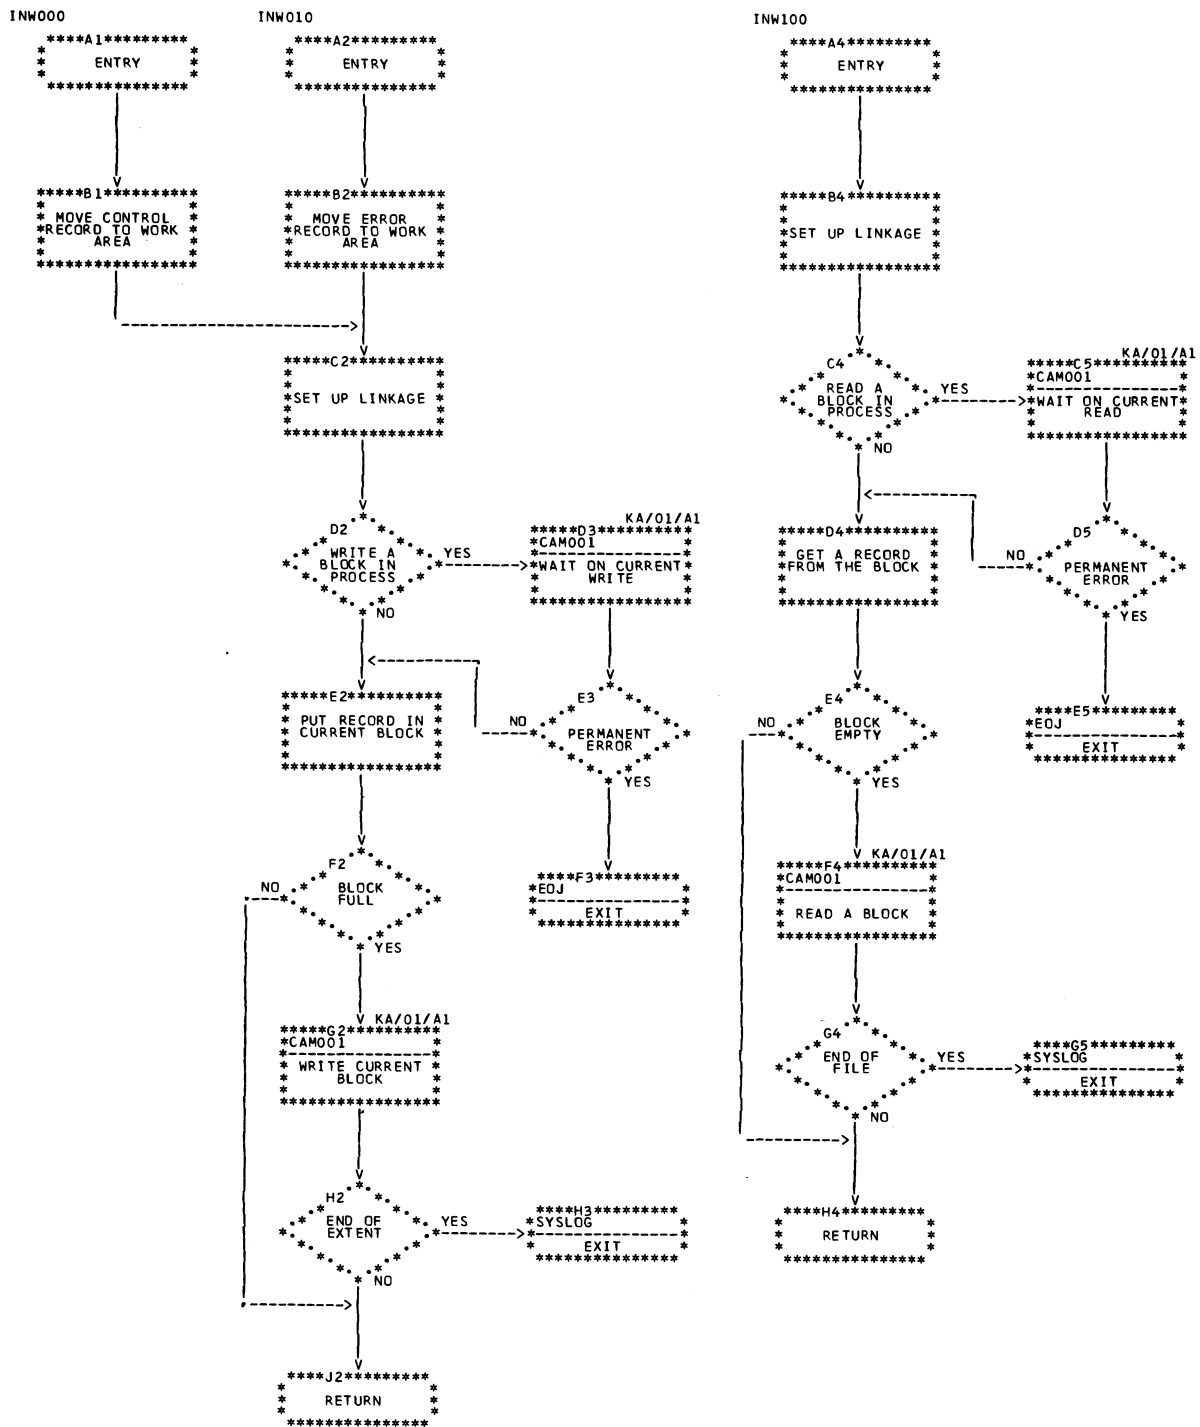 INW000
INW010
INW100
A1
ENTRY
A2
ENTRY
A4
ENTRY
B1
MOVE CONTROL
RECORD TO WORK
AREA
B2
MOVE ERROR
RECORD TO WORK
AREA
B4
SET UP LINKAGE
C2
SET UP LINKAGE
C4
READ A
BLOCK IN
PROCESS
YES
NO
KA/01/A1
C5
CAM001
WAIT ON CURRENT
READ
D2
WRITE A
BLOCK IN
PROCESS
YES
NO
KA/01/A1
D3
CAM001
WAIT ON CURRENT
WRITE
D4
GET A RECORD
FROM THE BLOCK
D5
PERMANENT
ERROR
NO
YES
E2
PUT RECORD IN
CURRENT BLOCK
E3
PERMANENT
ERROR
NO
YES
E4
BLOCK
EMPTY
NO
YES
E5
EOJ
EXIT
F2
BLOCK
FULL
NO
YES
F3
EOJ
EXIT
KA/01/A1
F4
CAM001
READ A BLOCK
KA/01/A1
G2
CAM001
WRITE CURRENT
BLOCK
G4
END OF
FILE
YES
NO
G5
SYSLOG
EXIT
H2
END OF
EXTENT
YES
NO
H3
SYSLOG
EXIT
H4
RETURN
J2
RETURN